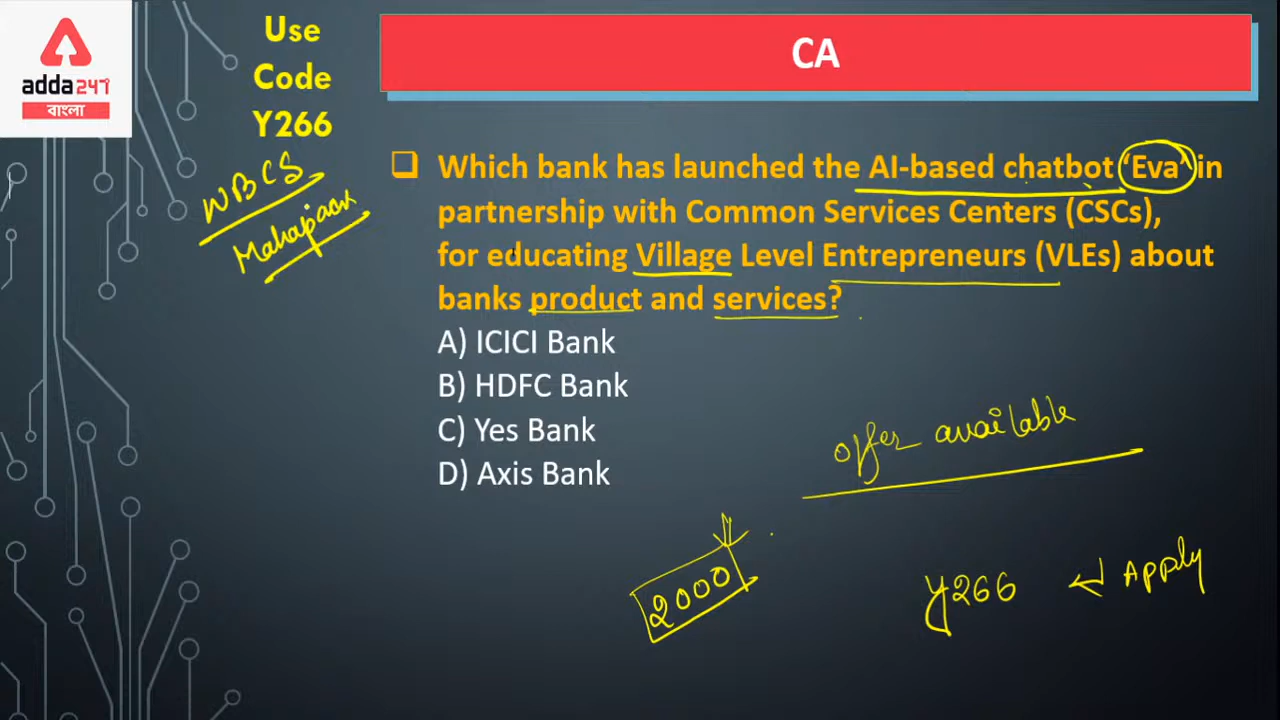 adda247
বাংলা
Use
Code
Y266
WBCS
Mahapack
CA
Which bank has launched the AI-based chatbot ‘Eva’ in
partnership with Common Services Centers (CSCs),
for educating Village Level Entrepreneurs (VLEs) about
banks product and services?
A) ICICI Bank
B) HDFC Bank
C) Yes Bank
D) Axis Bank
offer available
2000
Y266 Apply